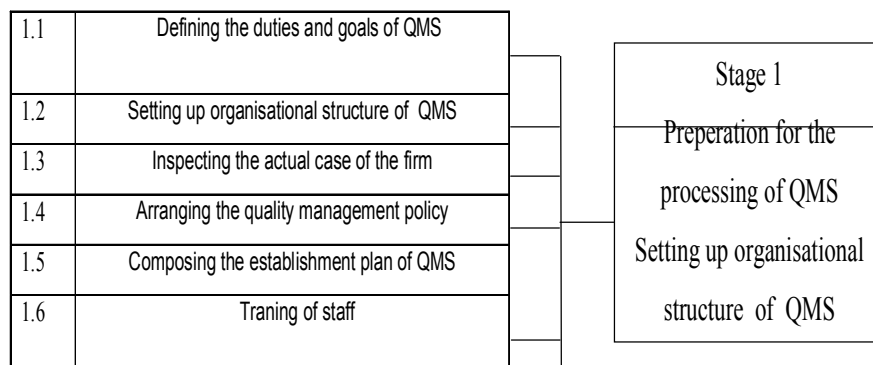 1.1 Defining the duties and goals of QMS
1.2 Setting up organisational structure of QMS
1.3 Inspecting the actual case of the firm
1.4 Arranging the quality management policy
1.5 Composing the establishment plan of QMS
1.6 Traning of staff
Stage 1
Preperation for the
processing of QMS
Setting up organisational
structure of QMS